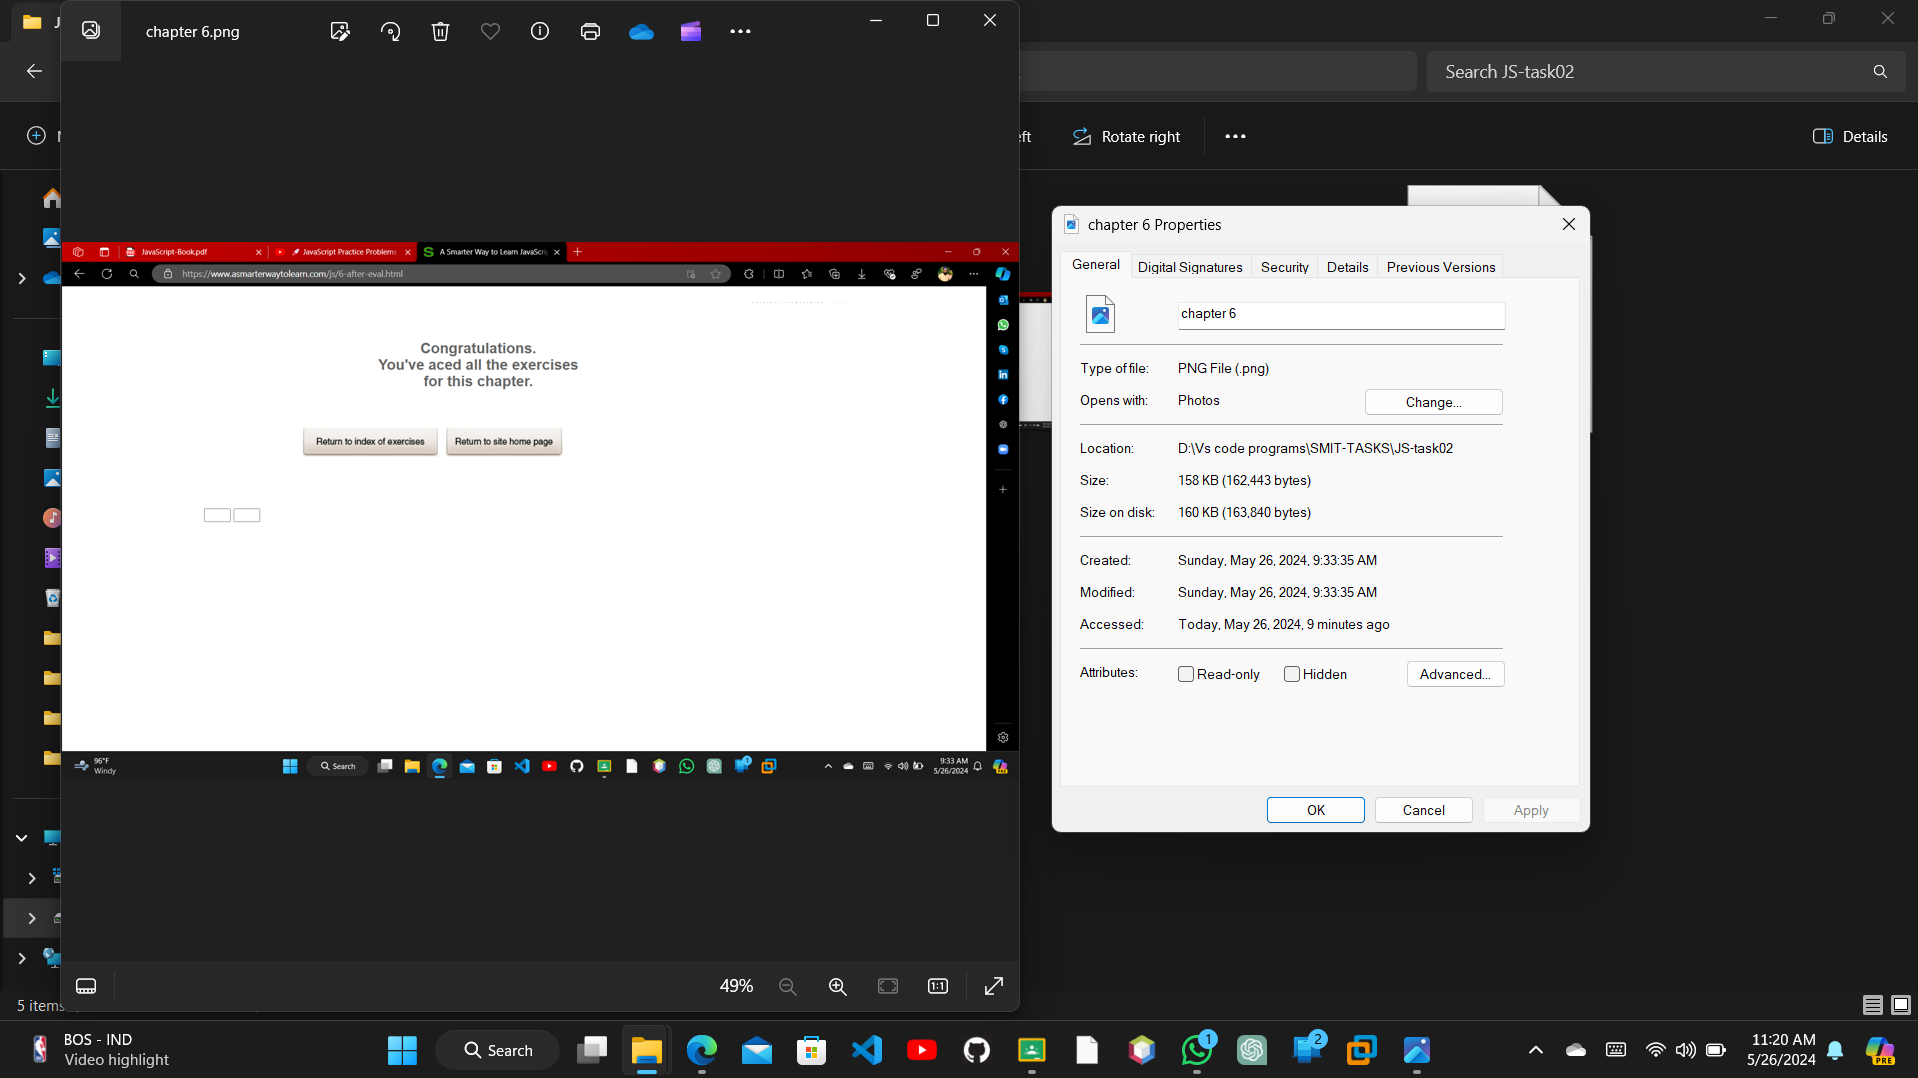 chapter 6.png
Search JS-task02
Rotate right
Details
JavaScript-Book.pdf
JavaScript Practice Problems
A Smarter Way to Learn JavaScri
https://www.asmarterwaytolearn.com/js/6-after-eval.html
Congratulations.
You've aced all the exercises
for this chapter.
Return to index of exercises
Return to site home page
96°F
Windy
Search
9:33 AM
5/26/2024
49%
5 items
chapter 6 Properties
General
Digital Signatures
Security
Details
Previous Versions
chapter 6
Type of file: PNG File (.png)
Opens with: Photos
Change...
Location: D:\Vs code programs\SMIT-TASKS\JS-task02
Size: 158 KB (162,443 bytes)
Size on disk: 160 KB (163,840 bytes)
Created: Sunday, May 26, 2024, 9:33:35 AM
Modified: Sunday, May 26, 2024, 9:33:35 AM
Accessed: Today, May 26, 2024, 9 minutes ago
Attributes: Read-only Hidden
Advanced...
OK
Cancel
Apply
BOS - IND
Video highlight
Search
1
2
11:20 AM
5/26/2024
PRE